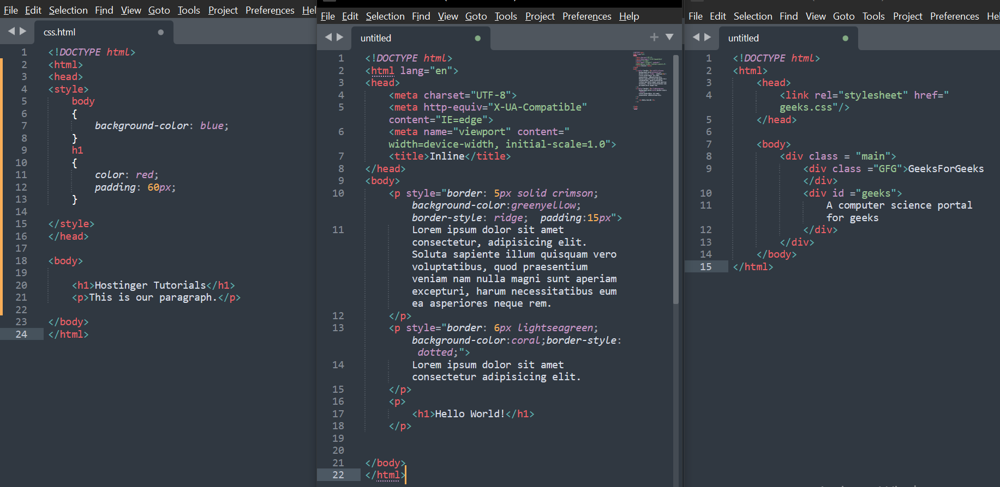 File Edit Selection Find View Goto Tools Project Preferences Hel
css.html
1 <!DOCTYPE html>
2 <html>
3 <head>
4 <style>
5 body
6 {
7 background-color: blue;
8 }
9 h1
10 {
11 color: red;
12 padding: 60px;
13 }
14
15 </style>
16 </head>
17
18 <body>
19
20 <h1>Hostinger Tutorials</h1>
21 <p>This is our paragraph.</p>
22
23 </body>
24 </html>
File Edit Selection Find View Goto Tools Project Preferences Help
untitled
1 <!DOCTYPE html>
2 <html lang="en">
3 <head>
4 <meta charset="UTF-8">
5 <meta http-equiv="X-UA-Compatible"
content="IE=edge">
6 <meta name="viewport" content="
width=device-width, initial-scale=1.0">
7 <title>Inline</title>
8 </head>
9 <body>
10 <p style="border: 5px solid crimson;
background-color:greenyellow;
border-style: ridge;  padding:15px">
11 Lorem ipsum dolor sit amet
consectetur, adipisicing elit.
Soluta sapiente illum quisquam vero
voluptatibus, quod praesentium
veniam nam nulla magni sunt aperiam
excepturi, harum necessitatibus eum
ea asperiores neque rem.
12 </p>
13 <p style="border: 6px lightseagreen;
background-color:coral;border-style:
dotted;">
14 Lorem ipsum dolor sit amet
consectetur adipisicing elit.
15 </p>
16 <p>
17 <h1>Hello World!</h1>
18 </p>
19
20
21 </body>
22 </html>
File Edit Selection Find View Goto Tools Project Preferences Hel
untitled
1 <!DOCTYPE html>
2 <html>
3 <head>
4 <link rel="stylesheet" href="
geeks.css"/>
5 </head>
6
7 <body>
8 <div class = "main">
9 <div class ="GFG">GeeksForGeeks
</div>
10 <div id ="geeks">
11 A computer science portal
for geeks
12 </div>
13 </div>
14 </body>
15 </html>